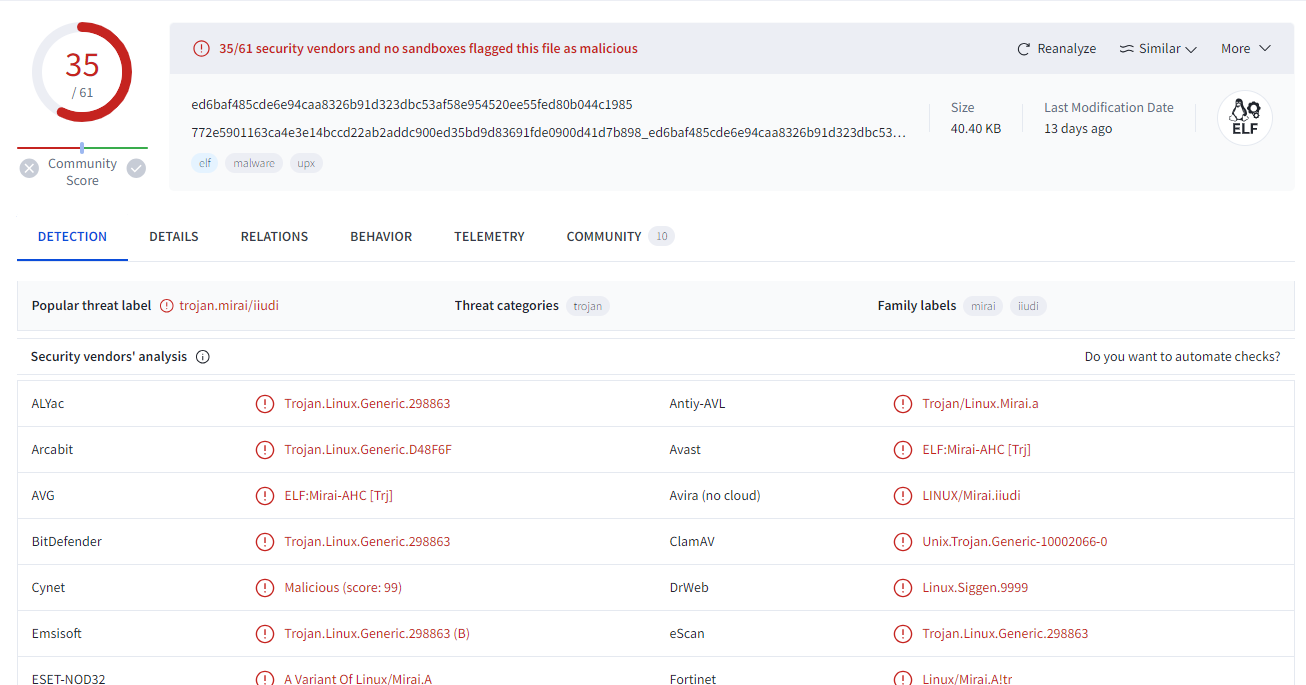 35
/ 61
Community
Score
35/61 security vendors and no sandboxes flagged this file as malicious
Reanalyze
Similar
More
ed6baf485cde6e94caa8326b91d323dbc53af58e954520ee55fed80b044c1985
772e5901163ca4e3e14bccd22ab2addc900ed35bd9d83691fde0900d41d7b898_ed6baf485cde6e94caa8326b91d323dbc53…
elf malware upx
Size
40.40 KB
Last Modification Date
13 days ago
ELF
DETECTION DETAILS RELATIONS BEHAVIOR TELEMETRY COMMUNITY 10
Popular threat label trojan.mirai/iiudi Threat categories trojan Family labels mirai iiudi
Security vendors' analysis Do you want to automate checks?
ALYac Trojan.Linux.Generic.298863 Antiy-AVL Trojan/Linux.Mirai.a
Arcabit Trojan.Linux.Generic.D48F6F Avast ELF:Mirai-AHC [Trj]
AVG ELF:Mirai-AHC [Trj] Avira (no cloud) LINUX/Mirai.iiudi
BitDefender Trojan.Linux.Generic.298863 ClamAV Unix.Trojan.Generic-10002066-0
Cynet Malicious (score: 99) DrWeb Linux.Siggen.9999
Emsisoft Trojan.Linux.Generic.298863 (B) eScan Trojan.Linux.Generic.298863
ESET-NOD32 A Variant Of Linux/Mirai.A Fortinet Linux/Mirai.A!tr